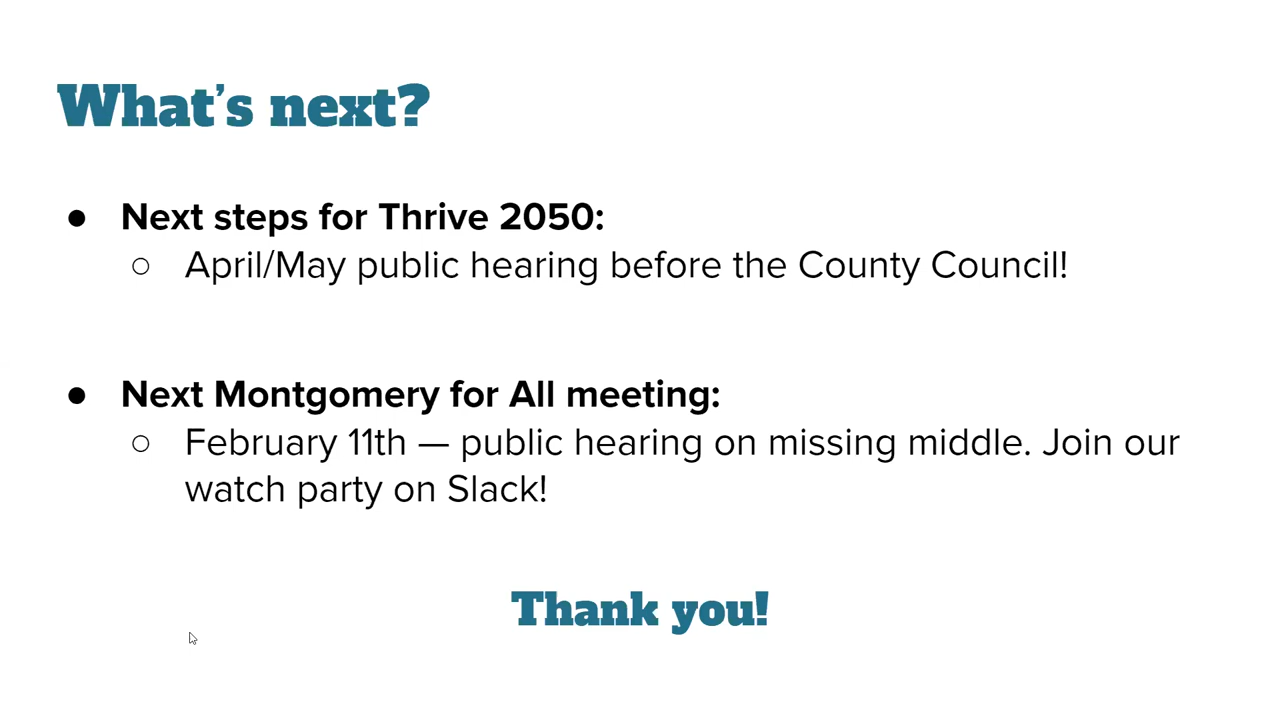 What's next?
● Next steps for Thrive 2050:
○ April/May public hearing before the County Council!
● Next Montgomery for All meeting:
○ February 11th — public hearing on missing middle. Join our
watch party on Slack!
Thank you!